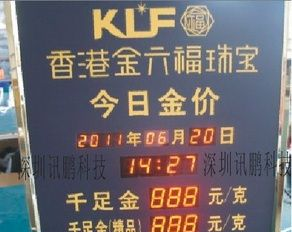 KLF 福
香港金六福珠宝
今日金价
2011年06月20日
深圳讯鹏科技 14:27 深圳讯鹏科技
千足金 888 元/克
千足金(精品) 888 元/克